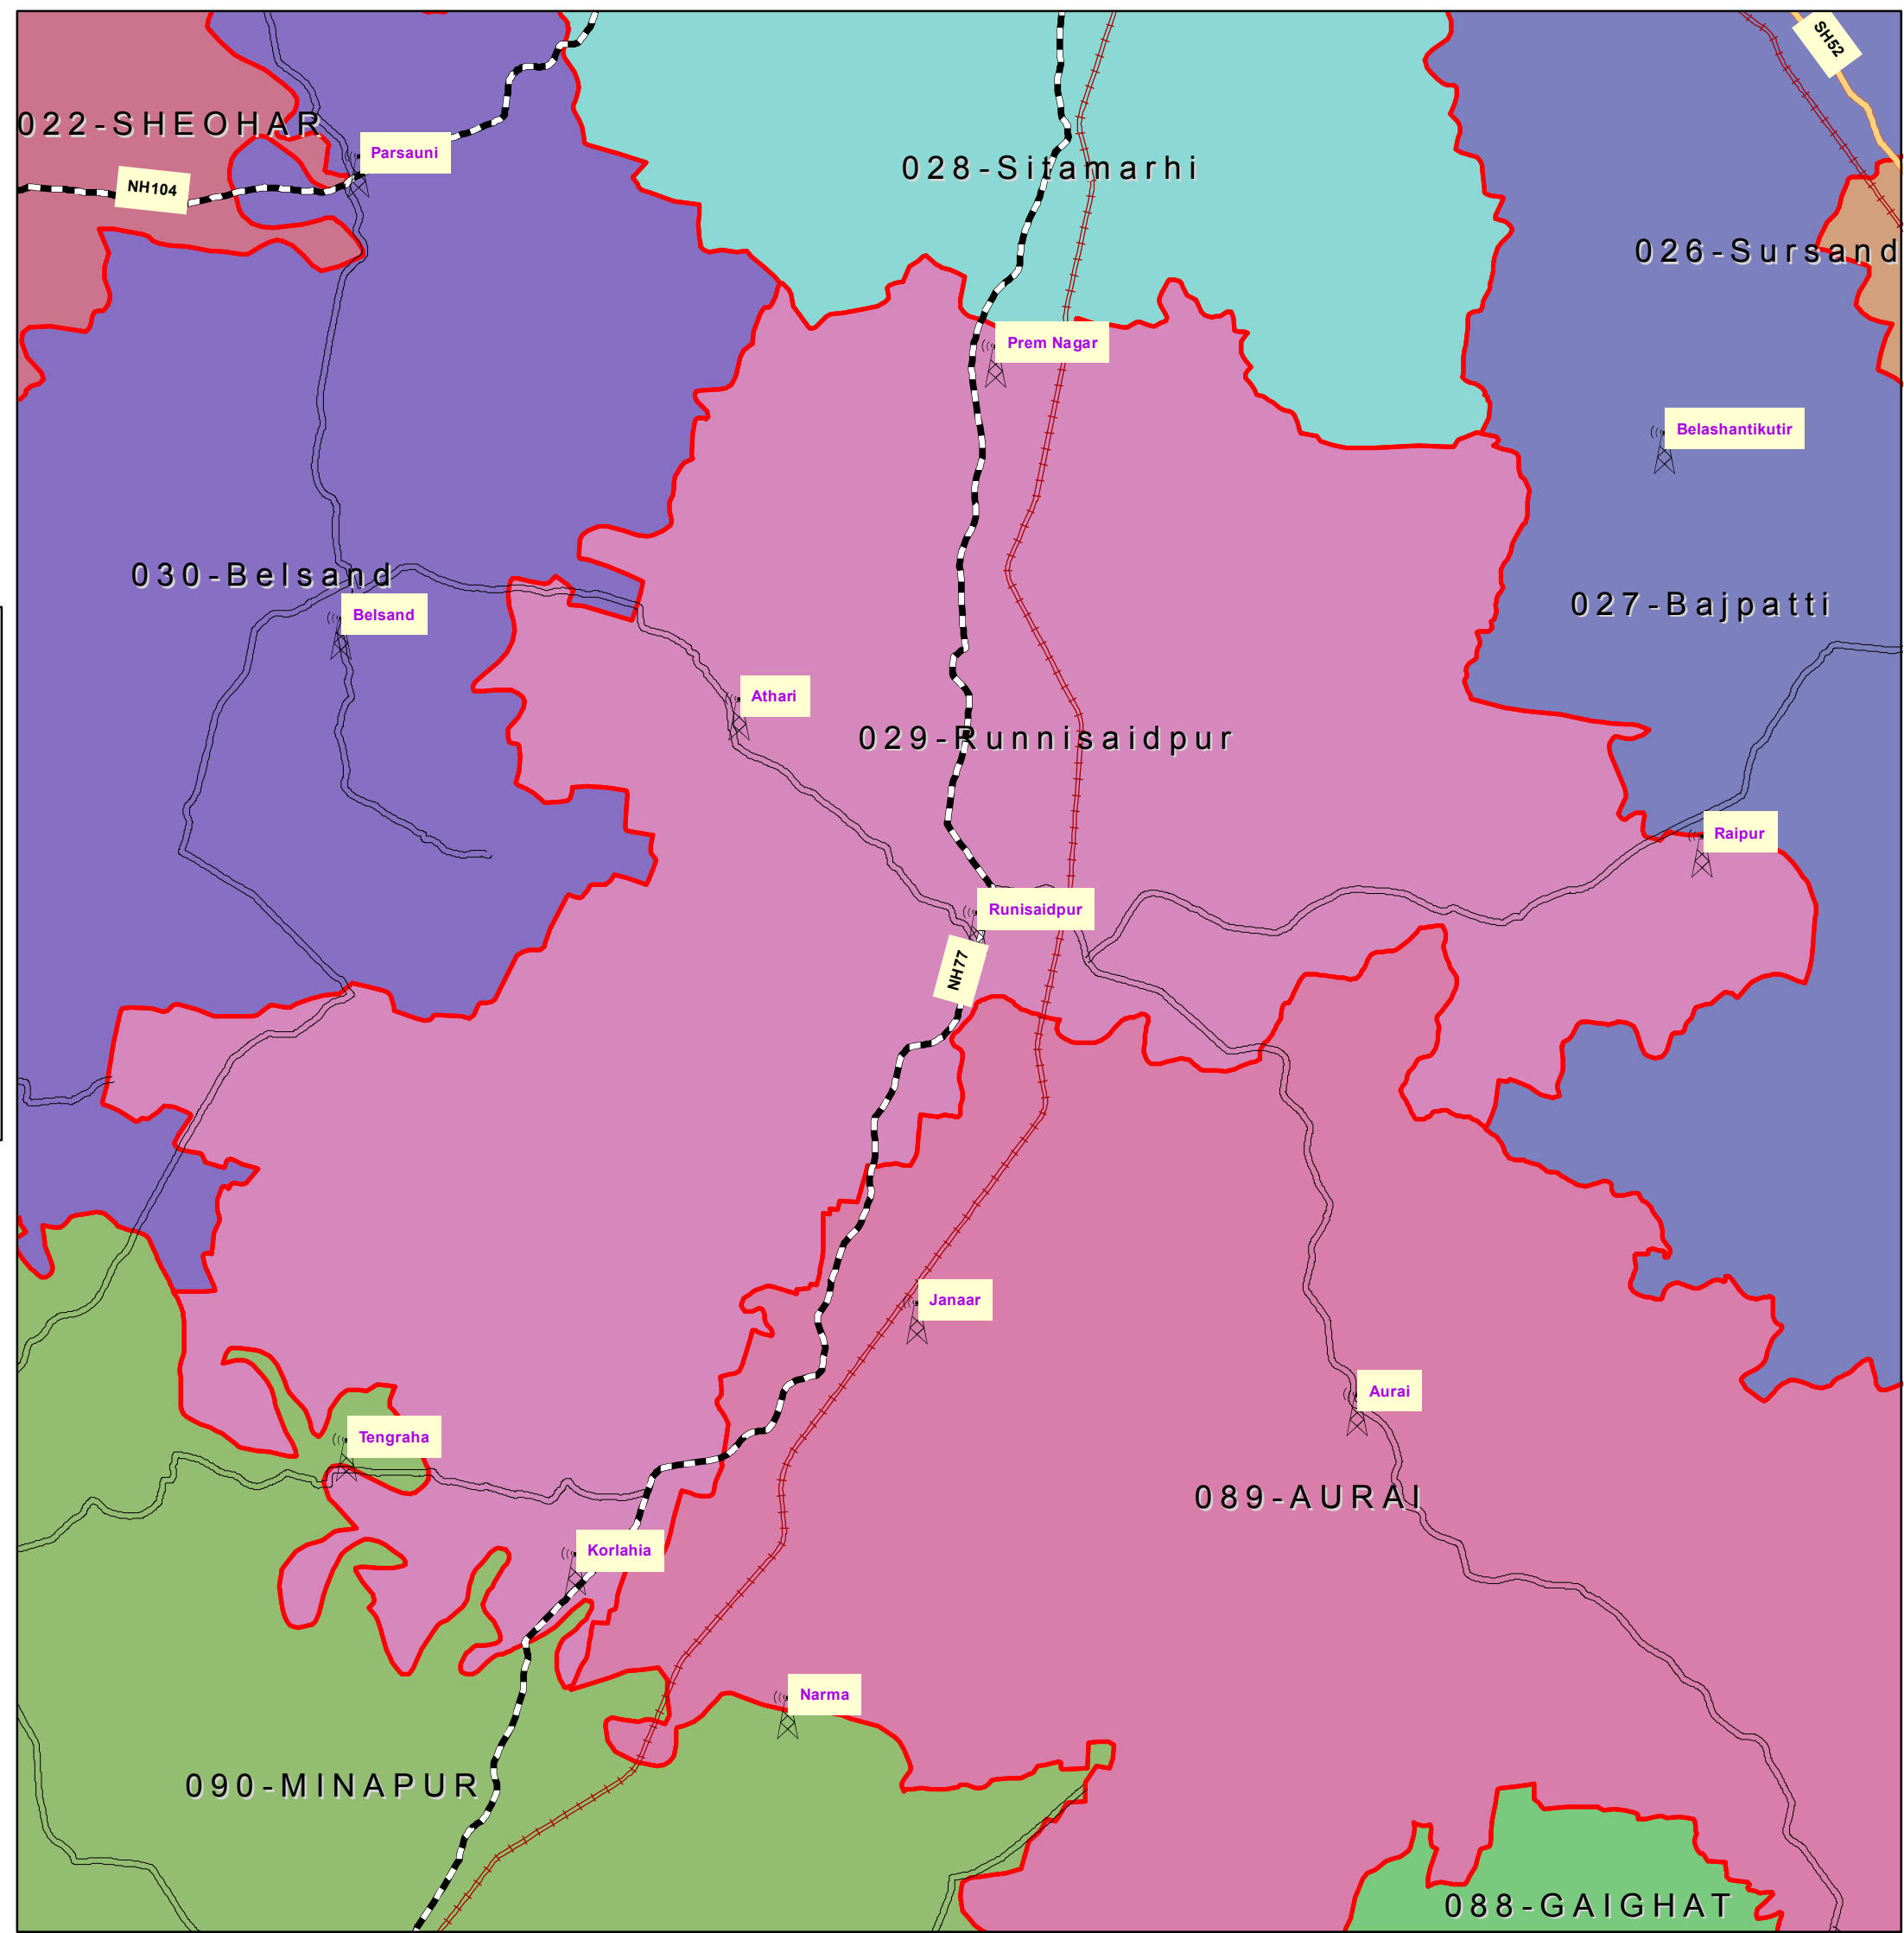 SH52
022-SHEOHAR
Parsauni
028-Sitamarhi
NH104
026-Sursand
Prem Nagar
Belashantikutir
030-Belsand
Belsand
027-Bajpatti
Athari
029-Runnisaidpur
Raipur
Runisaidpur
NH77
Janaar
Aurai
Tengraha
089-AURAI
Korlahia
Narma
090-MINAPUR
088-GAIGHAT